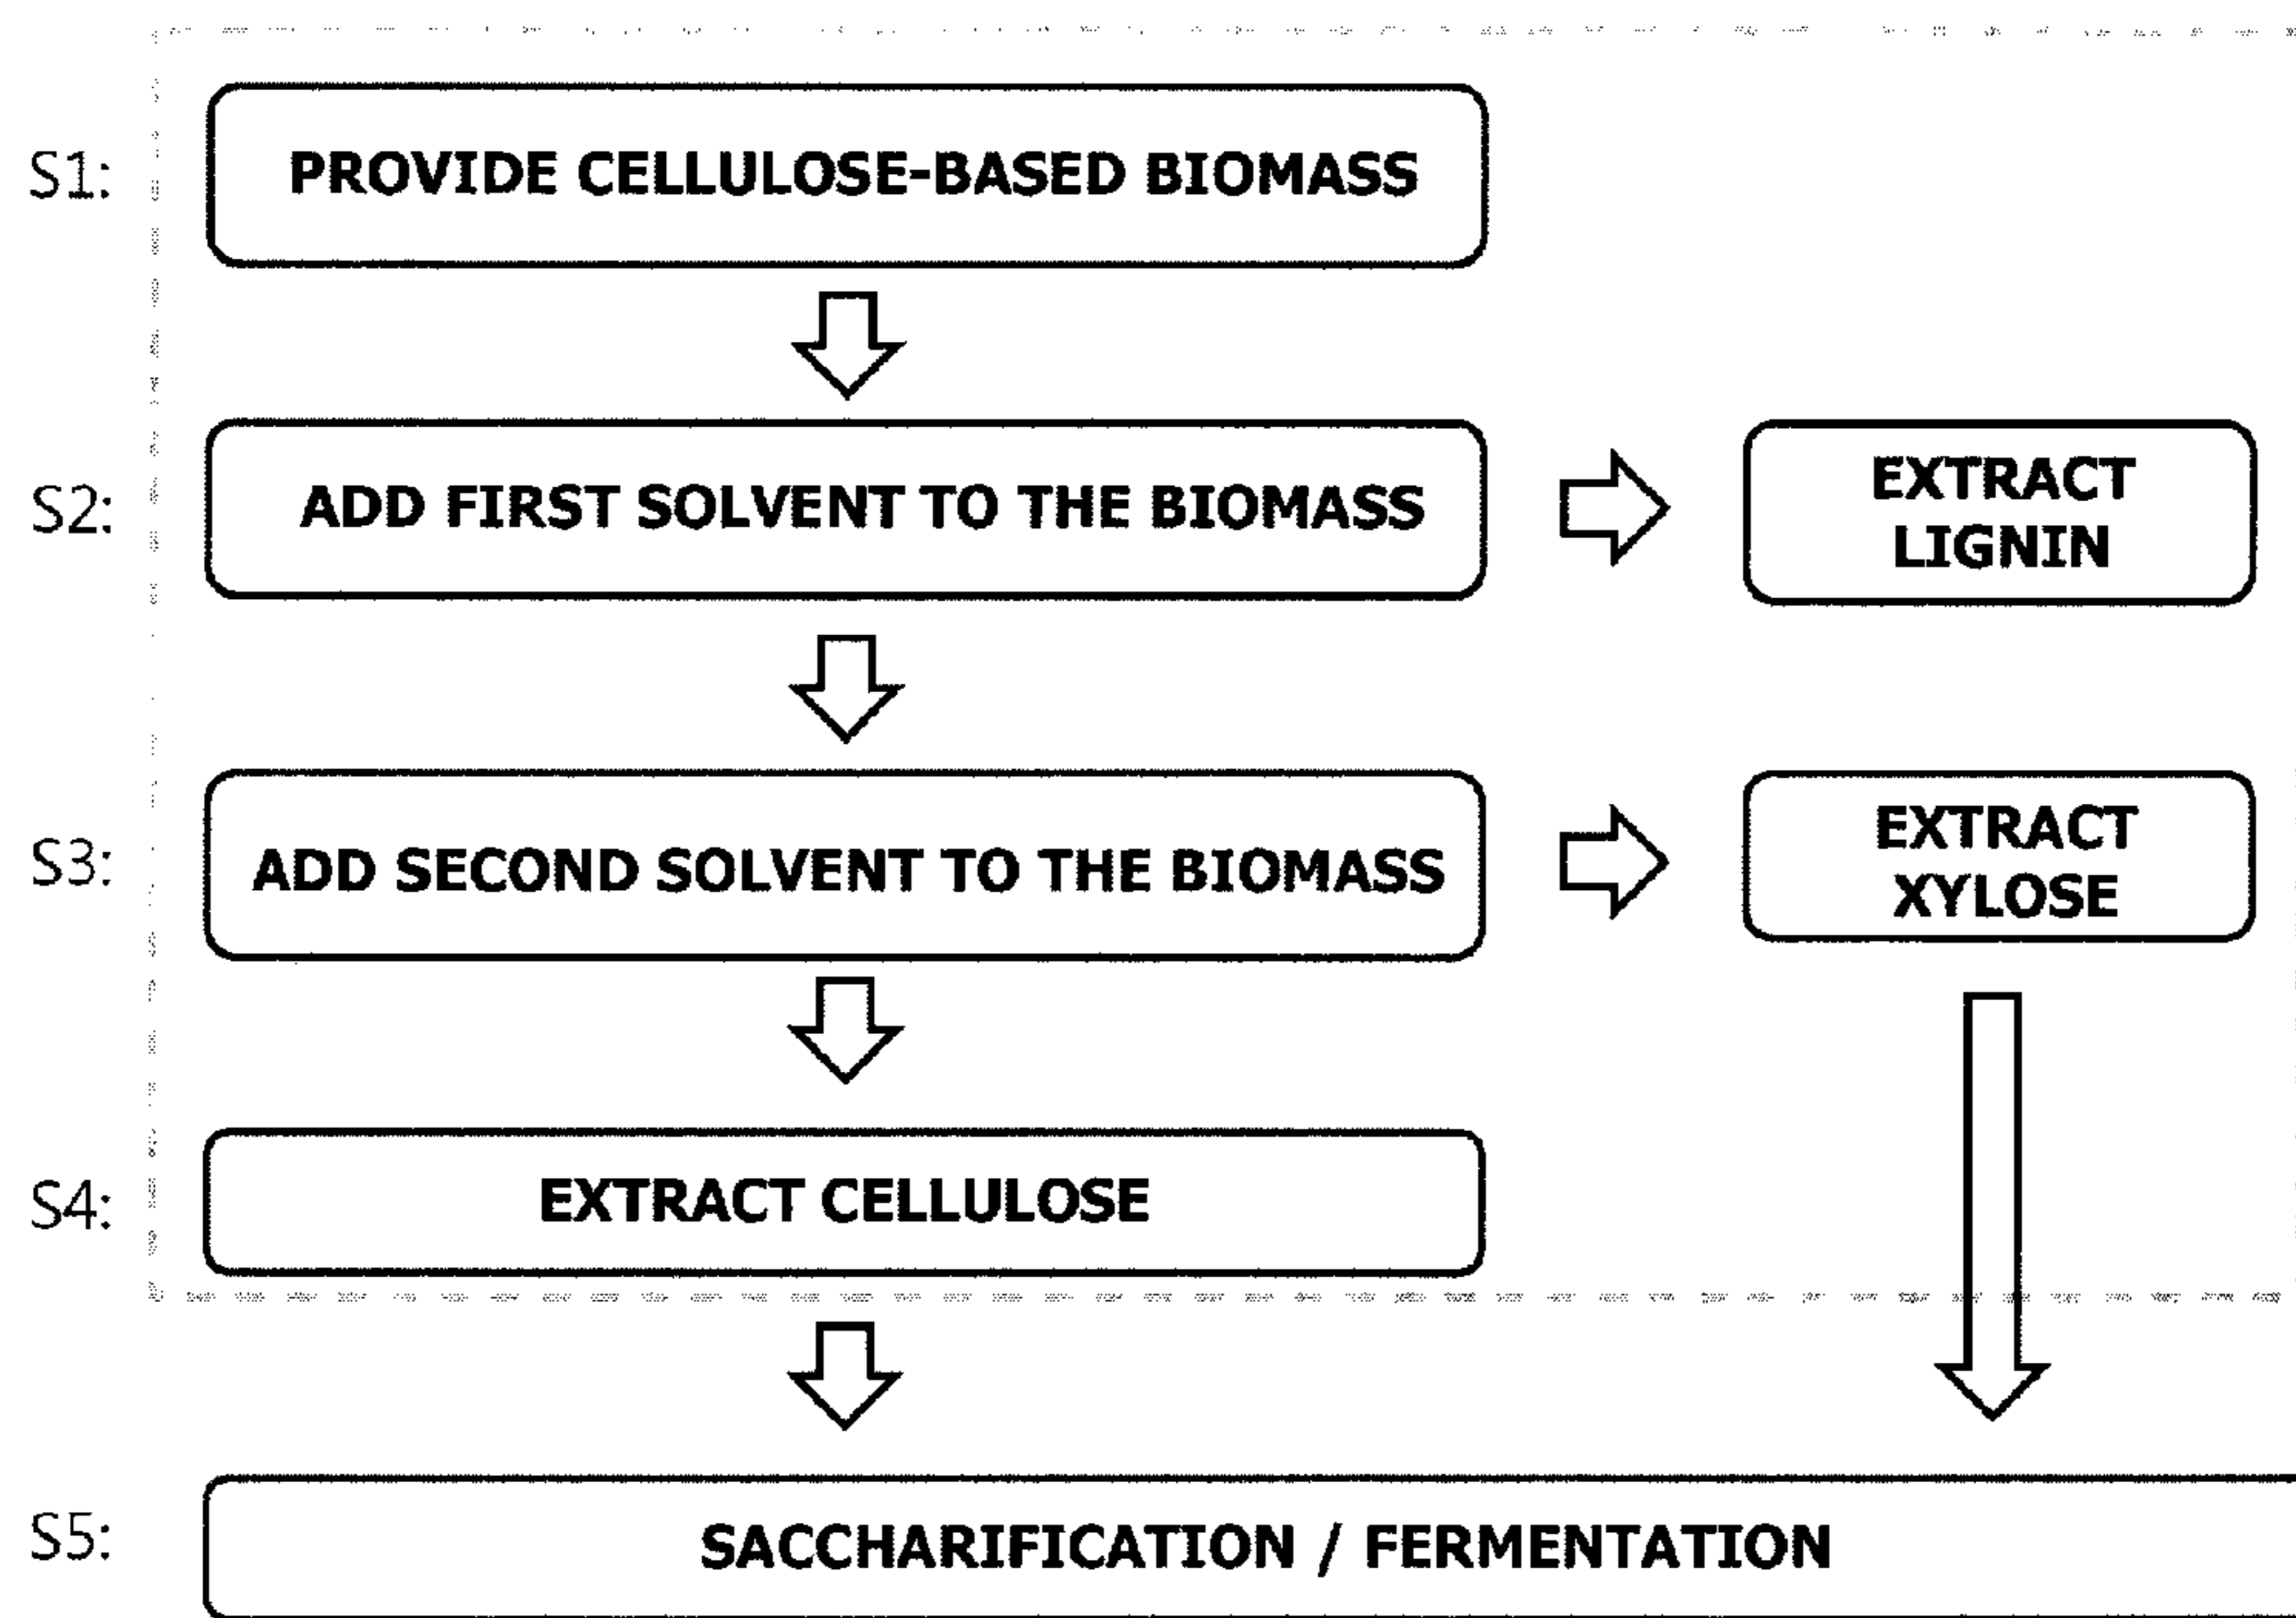 S1: PROVIDE CELLULOSE-BASED BIOMASS
S2: ADD FIRST SOLVENT TO THE BIOMASS
EXTRACT
LIGNIN
S3: ADD SECOND SOLVENT TO THE BIOMASS
EXTRACT
XYLOSE
S4: EXTRACT CELLULOSE
S5: SACCHARIFICATION / FERMENTATION